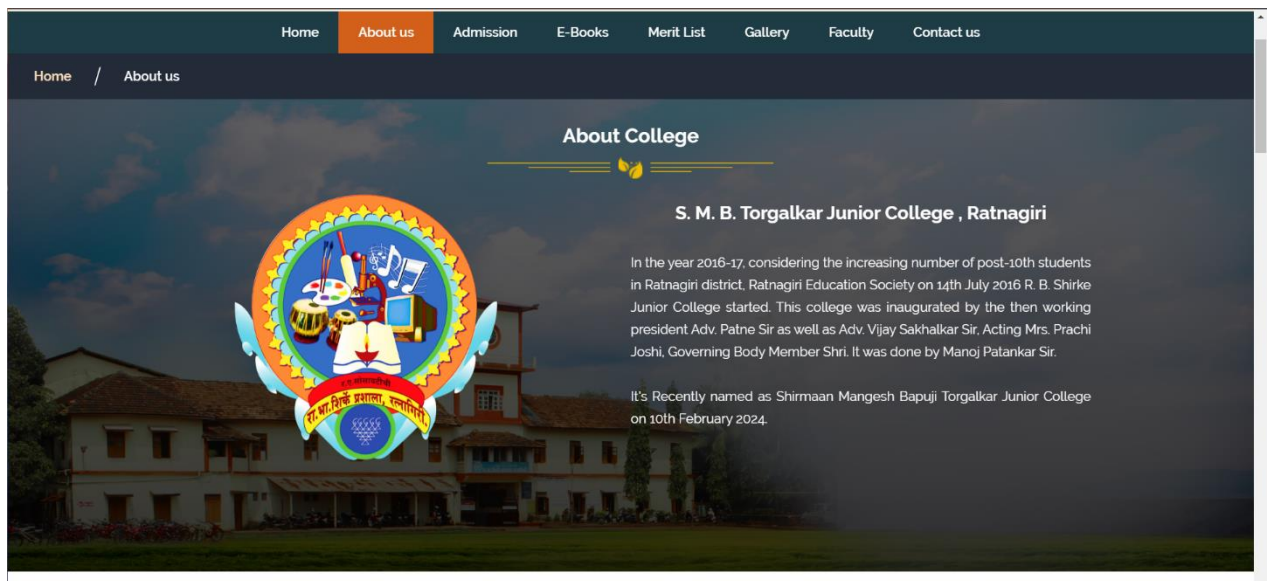 Home About us Admission E-Books Merit List Gallery Faculty Contact us
Home / About us
About College
S. M. B. Torgalkar Junior College , Ratnagiri
In the year 2016-17, considering the increasing number of post-10th students
in Ratnagiri district, Ratnagiri Education Society on 14th July 2016 R. B. Shirke
Junior College started. This college was inaugurated by the then working
president Adv. Patne Sir as well as Adv. Vijay Sakhalkar Sir, Acting Mrs. Prachi
Joshi, Governing Body Member Shri. It was done by Manoj Patankar Sir.
It's Recently named as Shirmaan Mangesh Bapuji Torgalkar Junior College
on 10th February 2024.
रा.भा.शिर्के प्रशाला, रत्नागिरी.